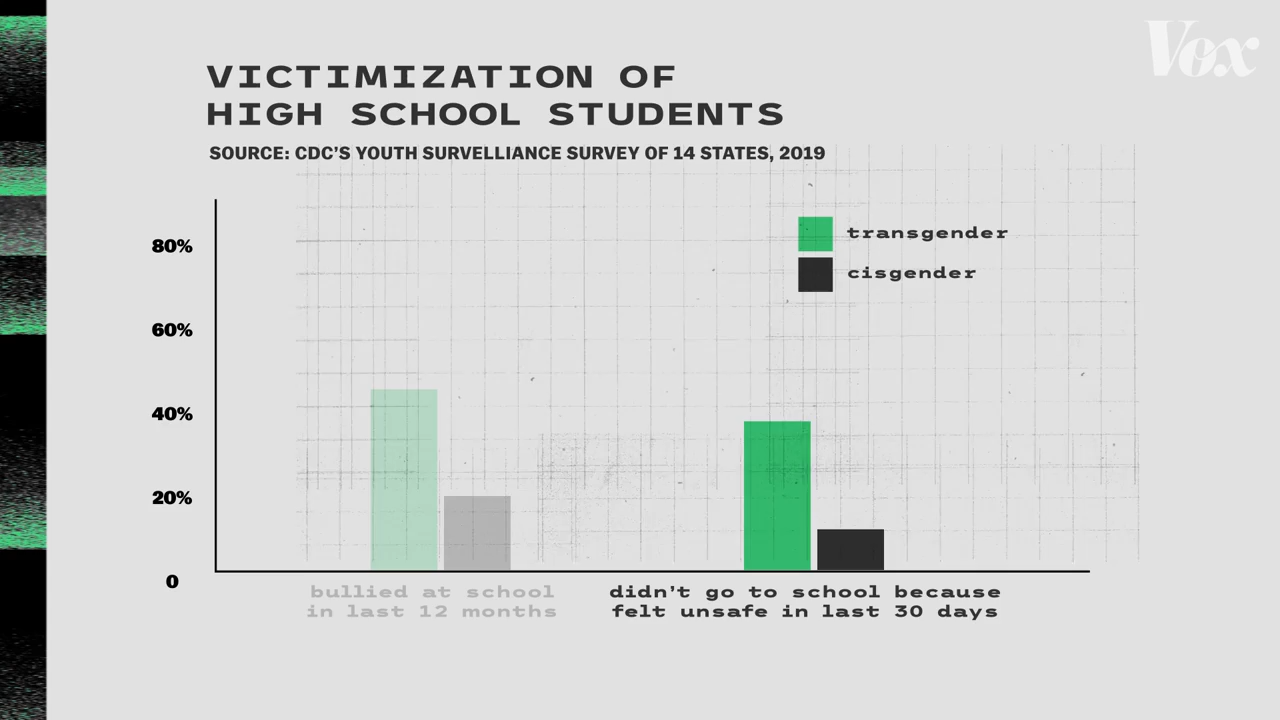 Vox
VICTIMIZATION OF
HIGH SCHOOL STUDENTS
SOURCE: CDC'S YOUTH SURVELLIANCE SURVEY OF 14 STATES, 2019
transgender
cisgender
80%
60%
40%
20%
0
bullied at school
in last 12 months
didn't go to school because
felt unsafe in last 30 days